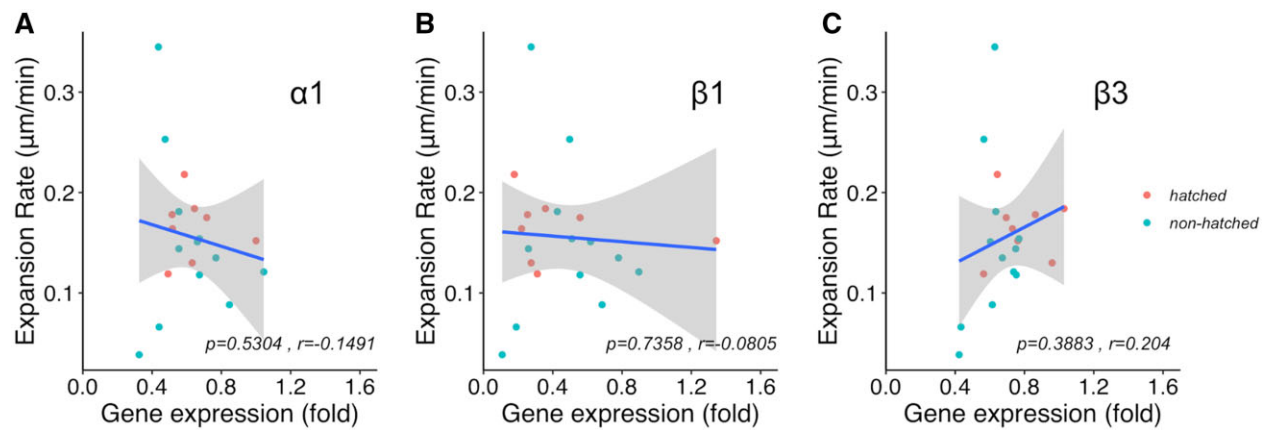 A
Expansion Rate (μm/min)
0.3
0.2
0.1
α1
p=0.5304 , r=-0.1491
0.0 0.4 0.8 1.2 1.6
Gene expression (fold)
B
Expansion Rate (μm/min)
0.3
0.2
0.1
β1
p=0.7358 , r=-0.0805
0.0 0.4 0.8 1.2 1.6
Gene expression (fold)
C
Expansion Rate (μm/min)
0.3
0.2
0.1
β3
p=0.3883 , r=0.204
0.0 0.4 0.8 1.2 1.6
Gene expression (fold)
hatched
non-hatched